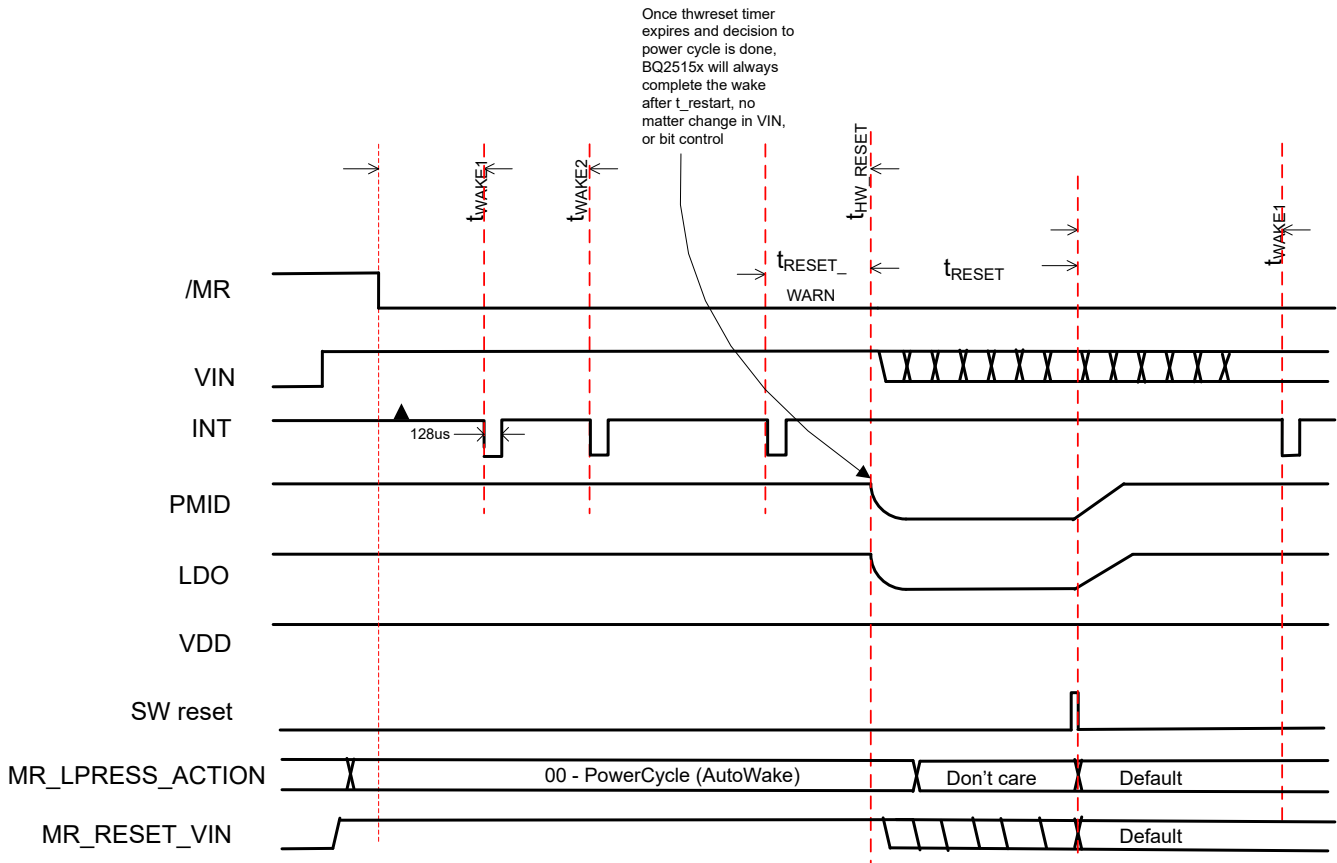 Once thwreset timer
expires and decision to
power cycle is done,
BQ2515x will always
complete the wake
after t_restart, no
matter change in VIN,
or bit control
tWAKE1
tWAKE2
tHW_RESET
tWAKE1
tRESET_
WARN
tRESET
/MR
VIN
INT
128us
PMID
LDO
VDD
SW reset
MR_LPRESS_ACTION
00 - PowerCycle (AutoWake)
Don't care
Default
MR_RESET_VIN
Default